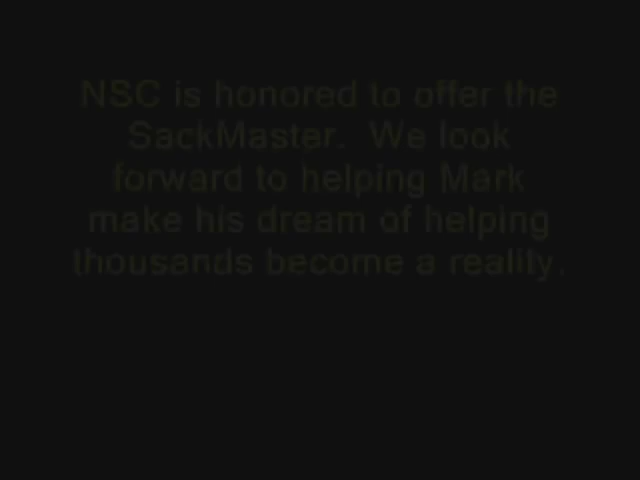 NSC is honored to offer the
SackMaster. We look
forward to helping Mark
make his dream of helping
thousands become a reality.